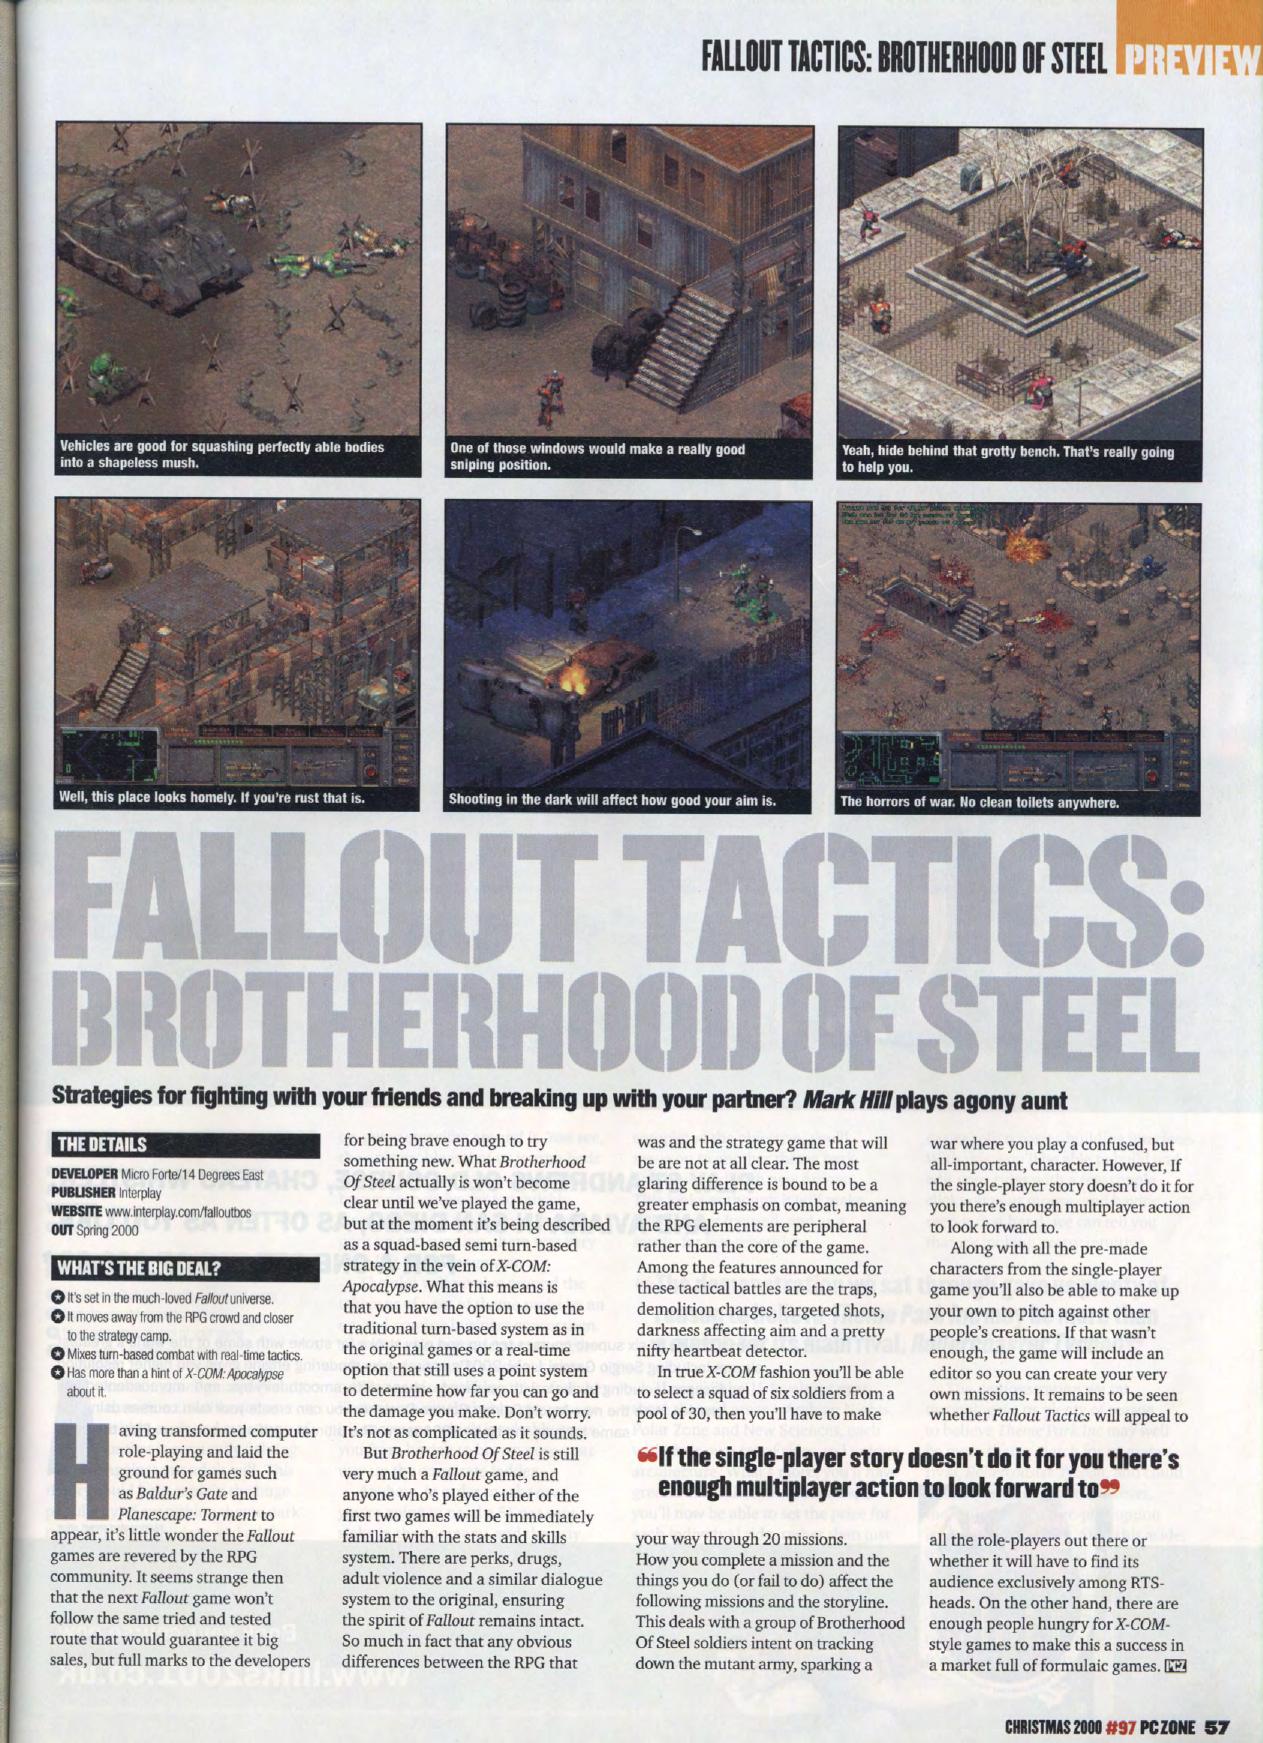 FALLOUT TACTICS: BROTHERHOOD OF STEEL PREVIEW
Vehicles are good for squashing perfectly able bodies
into a shapeless mush.
One of those windows would make a really good
sniping position.
Yeah, hide behind that grotty bench. That's really going
to help you.
Well, this place looks homely. If you're rust that is.
Shooting in the dark will affect how good your aim is.
The horrors of war. No clean toilets anywhere.
FALLOUT TACTICS:
BROTHERHOOD OF STEEL
Strategies for fighting with your friends and breaking up with your partner? Mark Hill plays agony aunt
THE DETAILS
DEVELOPER Micro Forte/14 Degrees East
PUBLISHER Interplay
WEBSITE www.interplay.com/falloutbos
OUT Spring 2000
WHAT'S THE BIG DEAL?
It's set in the much-loved Fallout universe.
It moves away from the RPG crowd and closer
to the strategy camp.
Mixes turn-based combat with real-time tactics.
Has more than a hint of X-COM: Apocalypse
about it.
Having transformed computer
role-playing and laid the
ground for games such
as Baldur's Gate and
Planescape: Torment to
appear, it's little wonder the Fallout
games are revered by the RPG
community. It seems strange then
that the next Fallout game won't
follow the same tried and tested
route that would guarantee it big
sales, but full marks to the developers
for being brave enough to try
something new. What Brotherhood
Of Steel actually is won't become
clear until we've played the game,
but at the moment it's being described
as a squad-based semi turn-based
strategy in the vein of X-COM:
Apocalypse. What this means is
that you have the option to use the
traditional turn-based system as in
the original games or a real-time
option that still uses a point system
to determine how far you can go and
the damage you make. Don't worry.
It's not as complicated as it sounds.
But Brotherhood Of Steel is still
very much a Fallout game, and
anyone who's played either of the
first two games will be immediately
familiar with the stats and skills
system. There are perks, drugs,
adult violence and a similar dialogue
system to the original, ensuring
the spirit of Fallout remains intact.
So much in fact that any obvious
differences between the RPG that
was and the strategy game that will
be are not at all clear. The most
glaring difference is bound to be a
greater emphasis on combat, meaning
the RPG elements are peripheral
rather than the core of the game.
Among the features announced for
these tactical battles are the traps,
demolition charges, targeted shots,
darkness affecting aim and a pretty
nifty heartbeat detector.
In true X-COM fashion you'll be able
to select a squad of six soldiers from a
pool of 30, then you'll have to make
your way through 20 missions.
How you complete a mission and the
things you do (or fail to do) affect the
following missions and the storyline.
This deals with a group of Brotherhood
Of Steel soldiers intent on tracking
down the mutant army, sparking a
war where you play a confused, but
all-important, character. However, If
the single-player story doesn't do it for
you there's enough multiplayer action
to look forward to.
Along with all the pre-made
characters from the single-player
game you'll also be able to make up
your own to pitch against other
people's creations. If that wasn't
enough, the game will include an
editor so you can create your very
own missions. It remains to be seen
whether Fallout Tactics will appeal to
“If the single-player story doesn't do it for you there's
enough multiplayer action to look forward to”
all the role-players out there or
whether it will have to find its
audience exclusively among RTS-
heads. On the other hand, there are
enough people hungry for X-COM-
style games to make this a success in
a market full of formulaic games. PCZ
CHRISTMAS 2000 #97 PCZONE 57